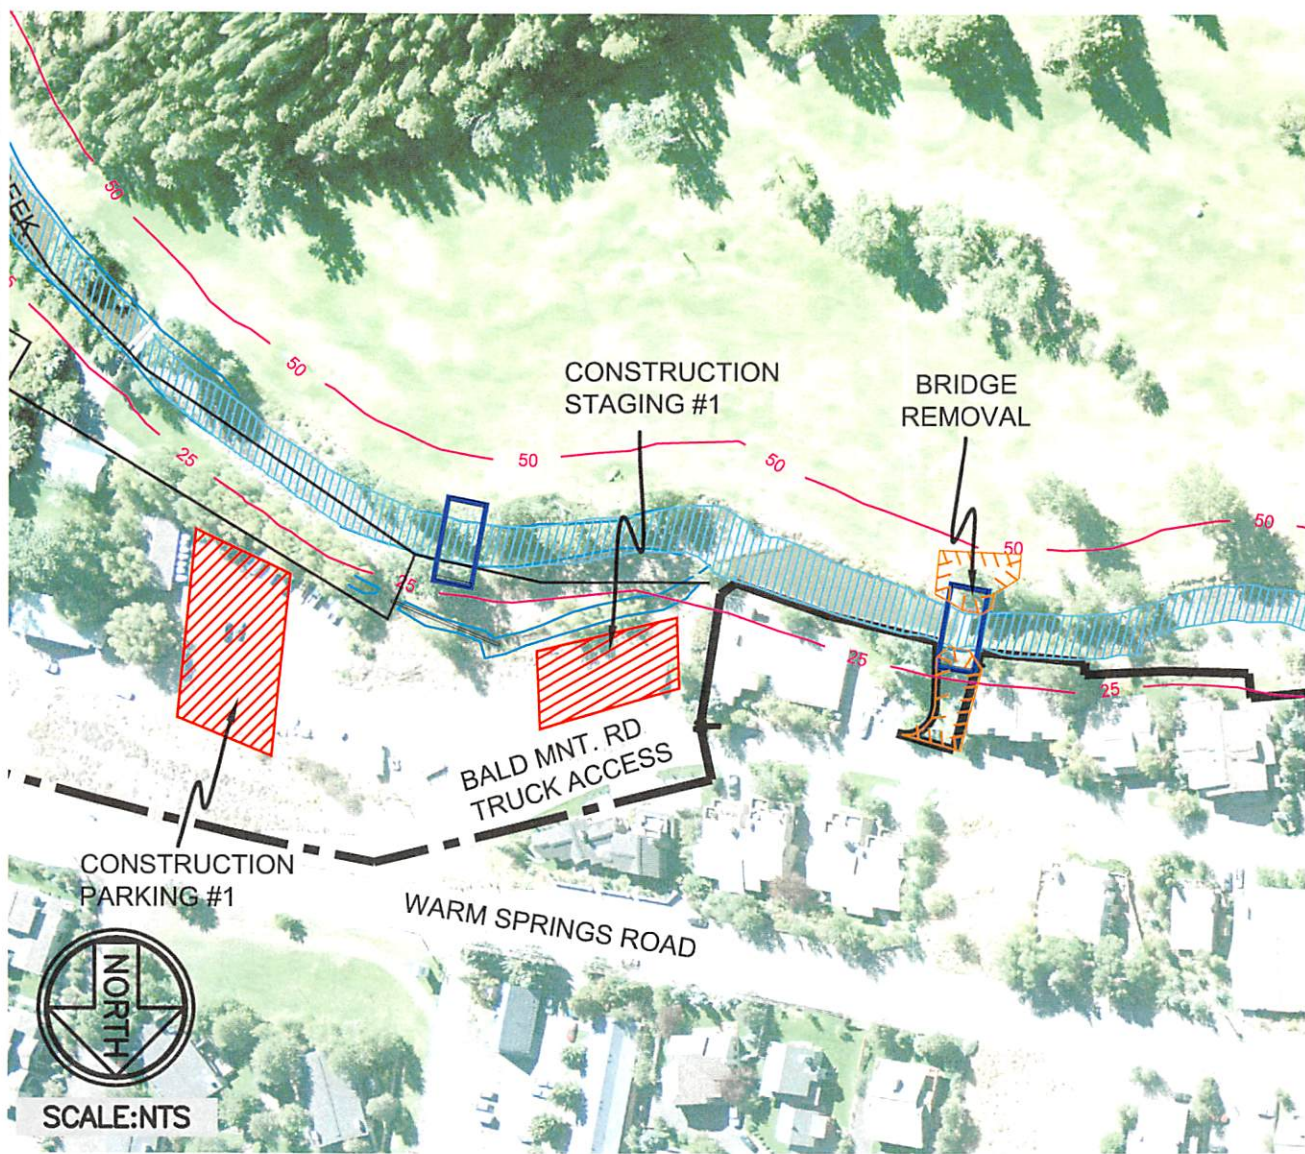 50
EEK
50
CONSTRUCTION
STAGING #1
BRIDGE
REMOVAL
25
50
50
50
50
25
25
25
BALD MNT. RD
TRUCK ACCESS
CONSTRUCTION
PARKING #1
WARM SPRINGS ROAD
NORTH
SCALE:NTS